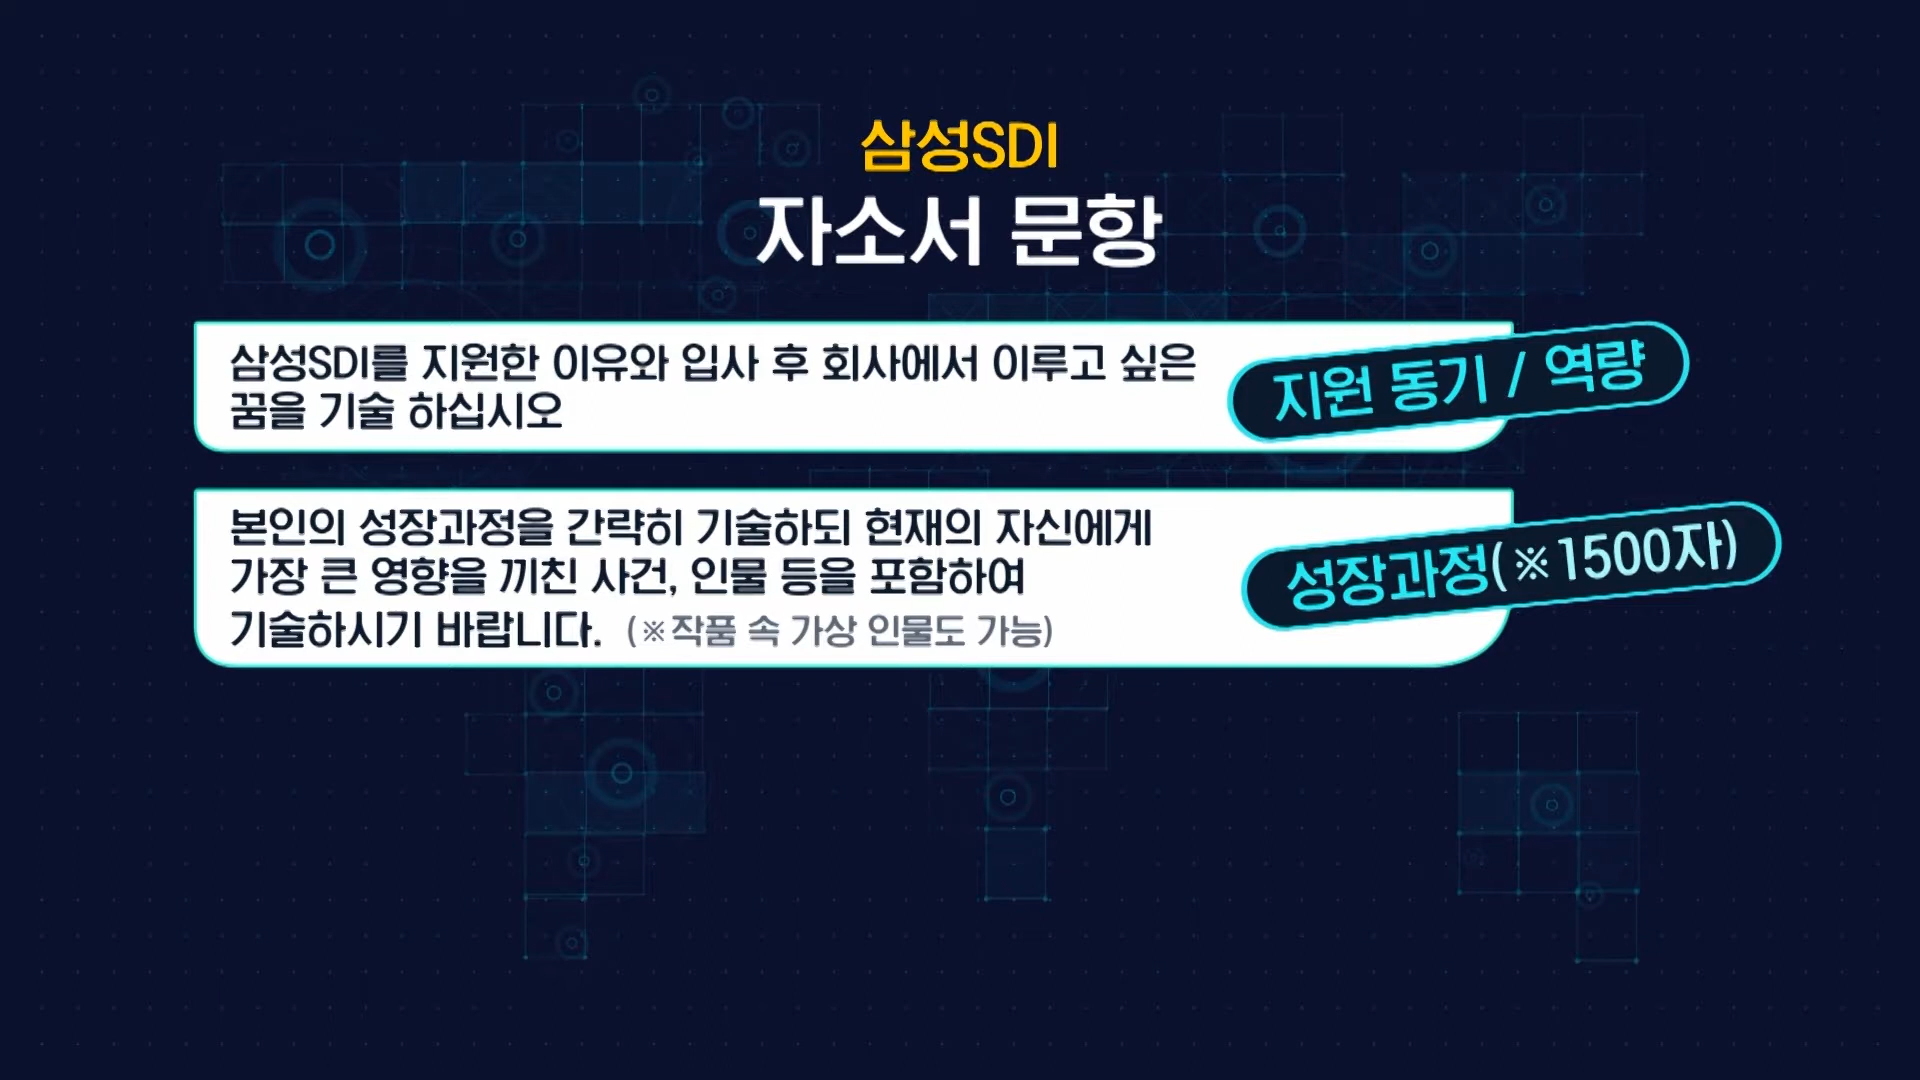 삼성SDI
자소서 문항
삼성SDI를 지원한 이유와 입사 후 회사에서 이루고 싶은
꿈을 기술 하십시오
지원 동기 / 역량
본인의 성장과정을 간략히 기술하되 현재의 자신에게
가장 큰 영향을 끼친 사건, 인물 등을 포함하여
기술하시기 바랍니다. (※작품 속 가상 인물도 가능)
성장과정(※1500자)